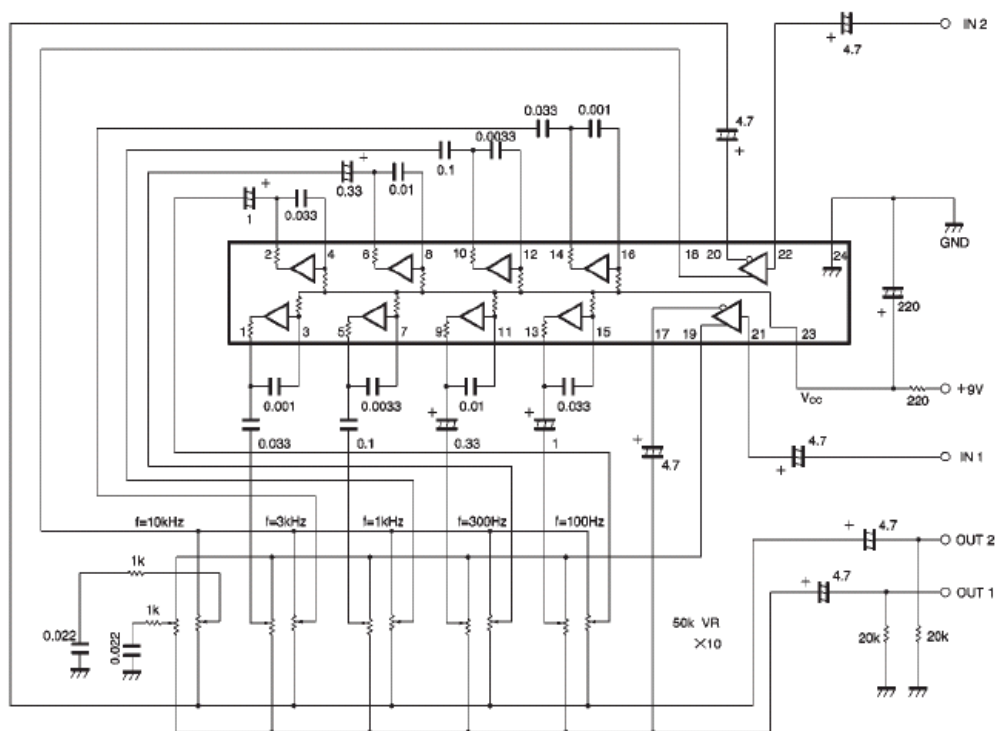 IN 2
4.7
4.7
0.033 0.001
0.1 0.0033
0.33 0.01
1 0.033
2 4 6 8 10 12 14 16 18 20 22 24
GND
1 3 5 7 9 11 13 15 17 19 21 23
220
0.001 0.0033 0.01 0.033
VCC
220
+9V
0.033 0.1 0.33 1
4.7
4.7
IN 1
f=10kHz f=3kHz f=1kHz f=300Hz f=100Hz
4.7
OUT 2
1k
4.7
OUT 1
1k
0.022
0.022
50k VR
×10
20k
20k
+
+
+
+
+
+
+
+
+
+
+